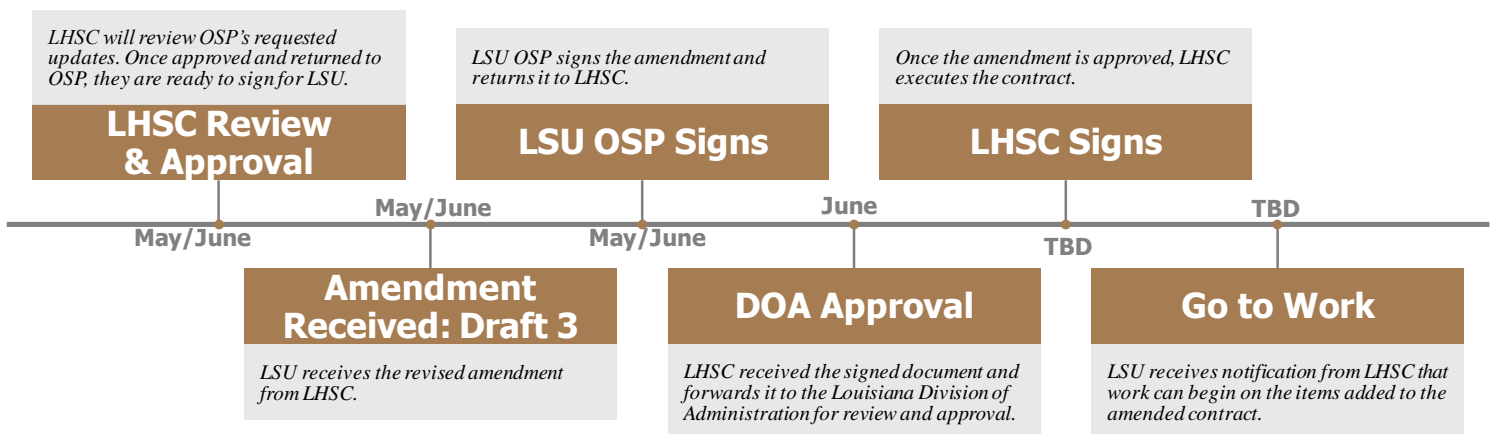 LHSC will review OSP's requested
updates. Once approved and returned to
OSP, they are ready to sign for LSU.
LHSC Review
& Approval
May/June
May/June
Amendment
Received: Draft 3
LSU receives the revised amendment
from LHSC.
LSU OSP signs the amendment and
returns it to LHSC.
LSU OSP Signs
May/June
June
DOA Approval
LHSC received the signed document and
forwards it to the Louisiana Division of
Administration for review and approval.
Once the amendment is approved, LHSC
executes the contract.
LHSC Signs
TBD
TBD
Go to Work
LSU receives notification from LHSC that
work can begin on the items added to the
amended contract.